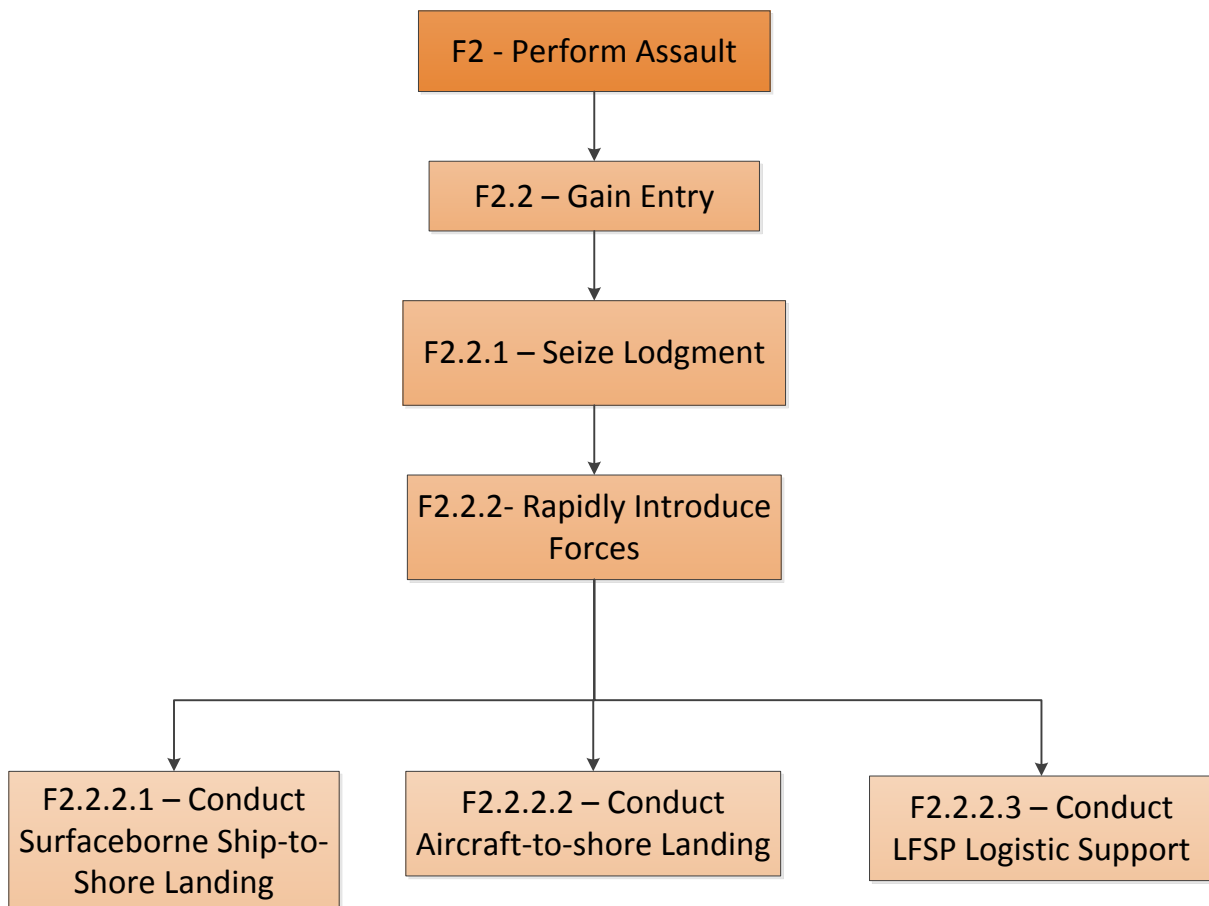 F2 - Perform Assault
F2.2 – Gain Entry
F2.2.1 – Seize Lodgment
F2.2.2- Rapidly Introduce
Forces
F2.2.2.1 – Conduct
Surfaceborne Ship-to-
Shore Landing
F2.2.2.2 – Conduct
Aircraft-to-shore Landing
F2.2.2.3 – Conduct
LFSP Logistic Support